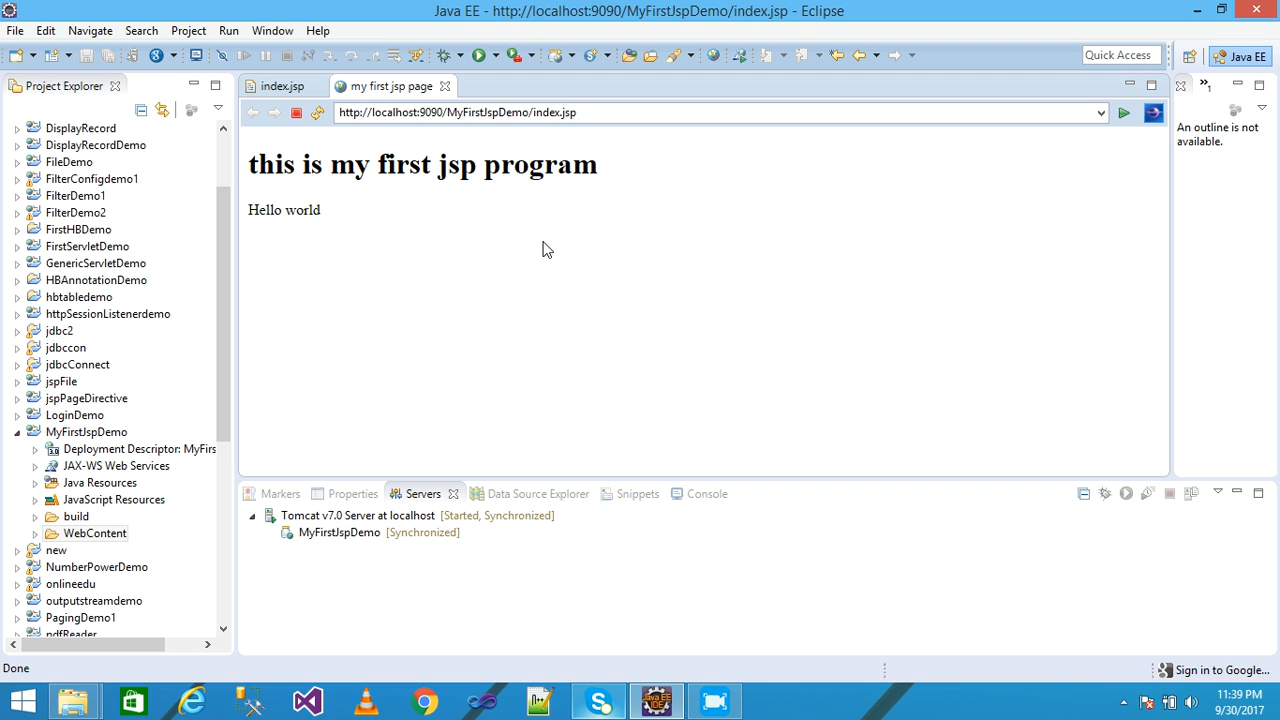 Java EE - http://localhost:9090/MyFirstJspDemo/index.jsp - Eclipse
File Edit Navigate Search Project Run Window Help
Quick Access
Java EE
Project Explorer
index.jsp
my first jsp page
http://localhost:9090/MyFirstJspDemo/index.jsp
An outline is not available.
this is my first jsp program
Hello world
DisplayRecord
DisplayRecordDemo
FileDemo
FilterConfigdemo1
FilterDemo1
FilterDemo2
FirstHBDemo
FirstServletDemo
GenericServletDemo
HBAnnotationDemo
hbtabledemo
httpSessionListenerdemo
jdbc2
jdbccon
jdbcConnect
jspFile
jspPageDirective
LoginDemo
MyFirstJspDemo
Deployment Descriptor: MyFirs
JAX-WS Web Services
Java Resources
JavaScript Resources
build
WebContent
new
NumberPowerDemo
onlineedu
outputstreamdemo
PagingDemo1
Markers Properties Servers Data Source Explorer Snippets Console
Tomcat v7.0 Server at localhost [Started, Synchronized]
MyFirstJspDemo [Synchronized]
Done
Sign in to Google...
11:39 PM
9/30/2017